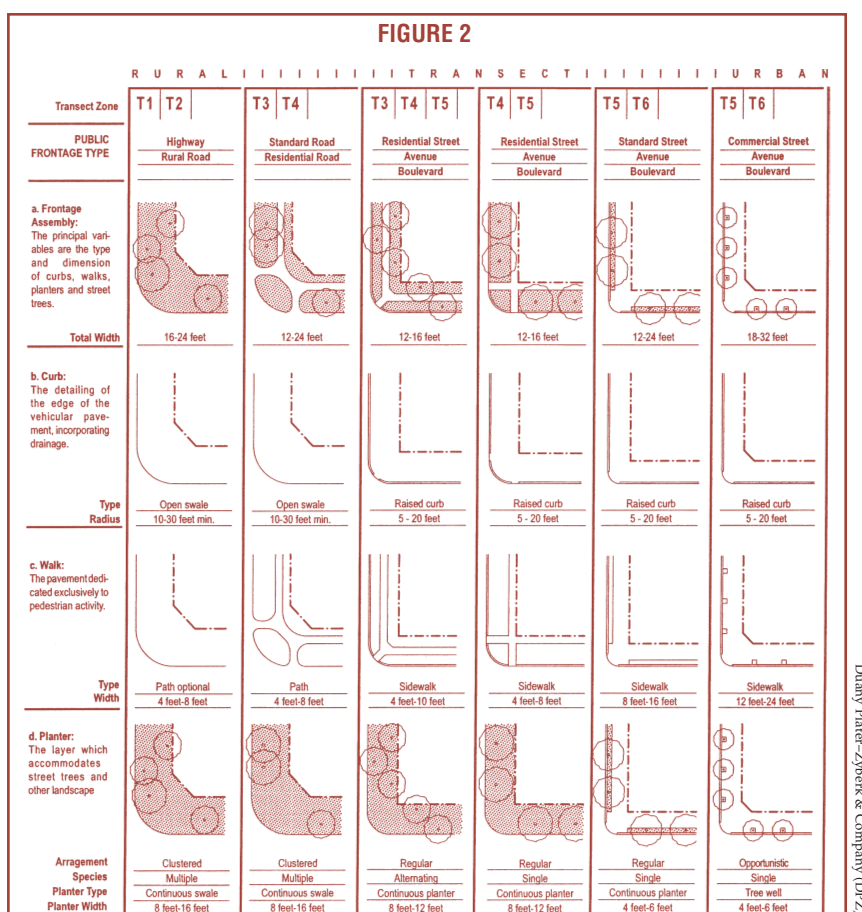 FIGURE 2
R U R A L I I I I I I I I I I T R A N S E C T I I I I I I I I U R B A N
Transect Zone T1 T2 T3 T4 T3 T4 T5 T4 T5 T5 T6 T5 T6
PUBLIC FRONTAGE TYPE
Highway Standard Road Residential Street Residential Street Standard Street Commercial Street
Rural Road Residential Road Avenue Avenue Avenue Avenue
Boulevard Boulevard Boulevard Boulevard
a. Frontage
Assembly:
The principal vari-
ables are the type
and dimension
of curbs, walks,
planters and street
trees.
Total Width 16-24 feet 12-24 feet 12-16 feet 12-16 feet 12-24 feet 18-32 feet
b. Curb:
The detailing of
the edge of the
vehicular pave-
ment, incorporating
drainage.
Type Open swale Open swale Raised curb Raised curb Raised curb Raised curb
Radius 10-30 feet min. 10-30 feet min. 5 - 20 feet 5 - 20 feet 5 - 20 feet 5 - 20 feet
c. Walk:
The pavement dedi-
cated exclusively to
pedestrian activity.
Type Path optional Path Sidewalk Sidewalk Sidewalk Sidewalk
Width 4 feet-8 feet 4 feet-8 feet 4 feet-10 feet 4 feet-8 feet 8 feet-16 feet 12 feet-24 feet
d. Planter:
The layer which
accommodates
street trees and
other landscape
Arragement Clustered Clustered Regular Regular Regular Opportunistic
Species Multiple Multiple Alternating Single Single Single
Planter Type Continuous swale Continuous swale Continuous planter Continuous planter Continuous planter Tree well
Planter Width 8 feet-16 feet 8 feet-16 feet 8 feet-12 feet 8 feet-12 feet 4 feet-6 feet 4 feet-6 feet
Duany Plater–Zyberk & Company